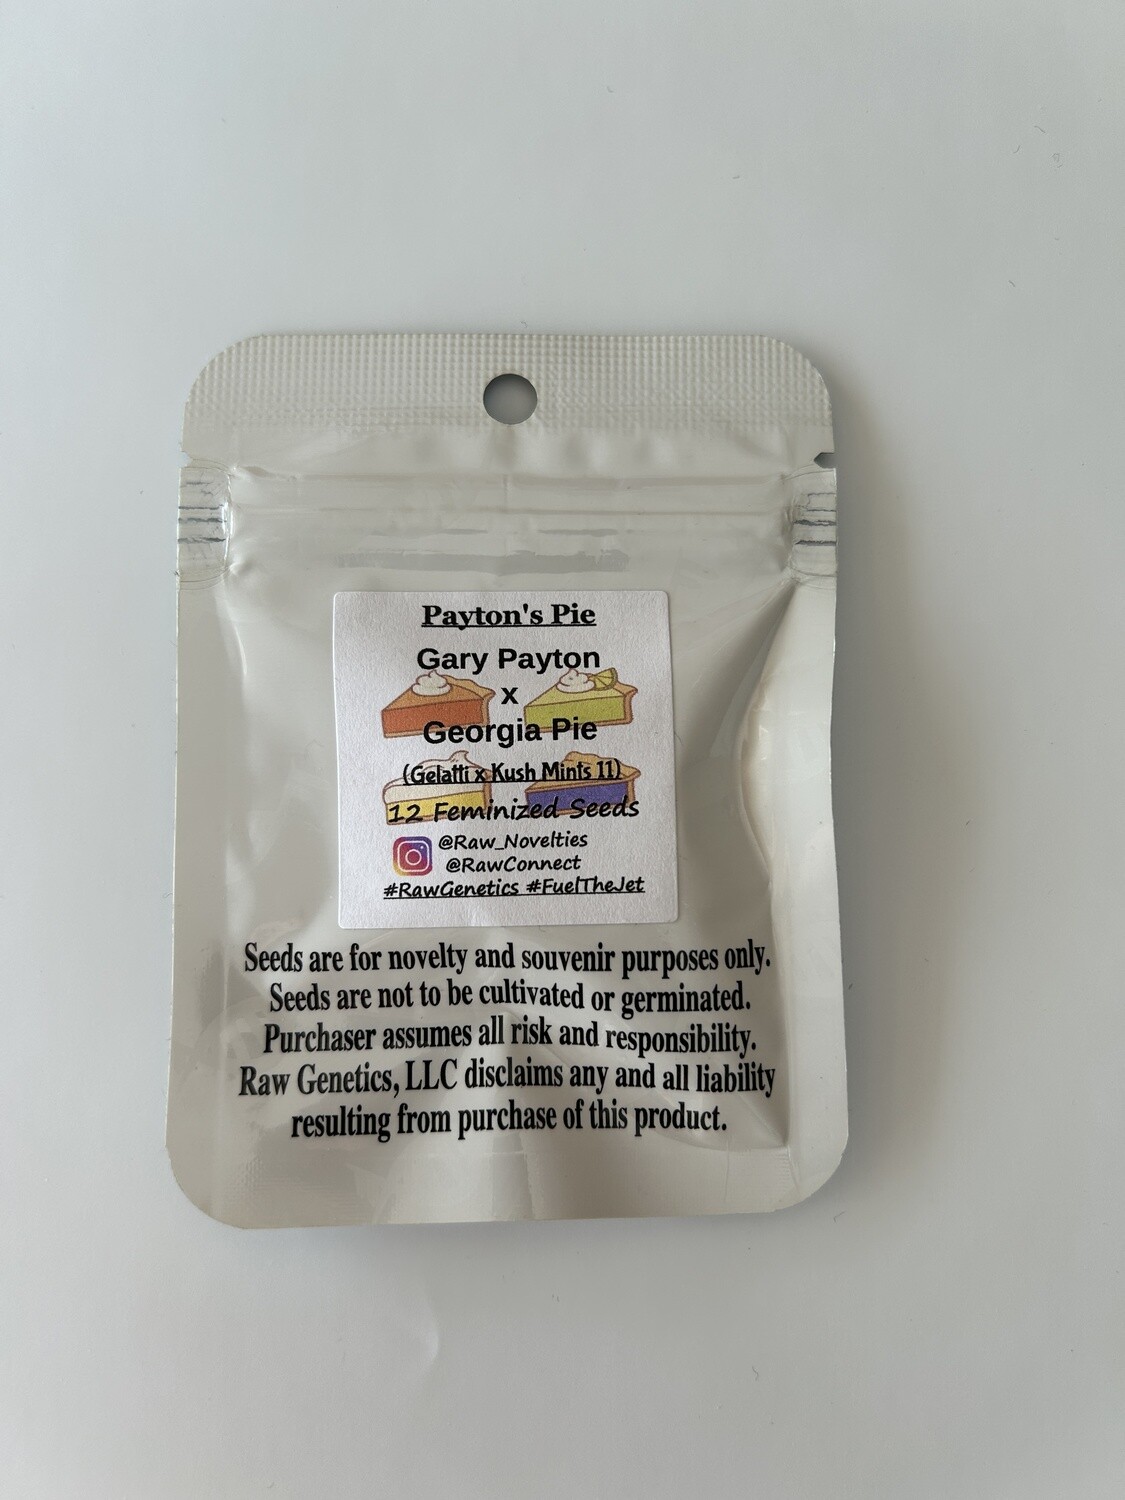 Payton's Pie
Gary Payton
x
Georgia Pie
(Gelatti x Kush Mints 11)
12 Feminized Seeds
@Raw_Novelties
@RawConnect
#RawGenetics #FuelTheJet
Seeds are for novelty and souvenir purposes only.
Seeds are not to be cultivated or germinated.
Purchaser assumes all risk and responsibility.
Raw Genetics, LLC disclaims any and all liability
resulting from purchase of this product.